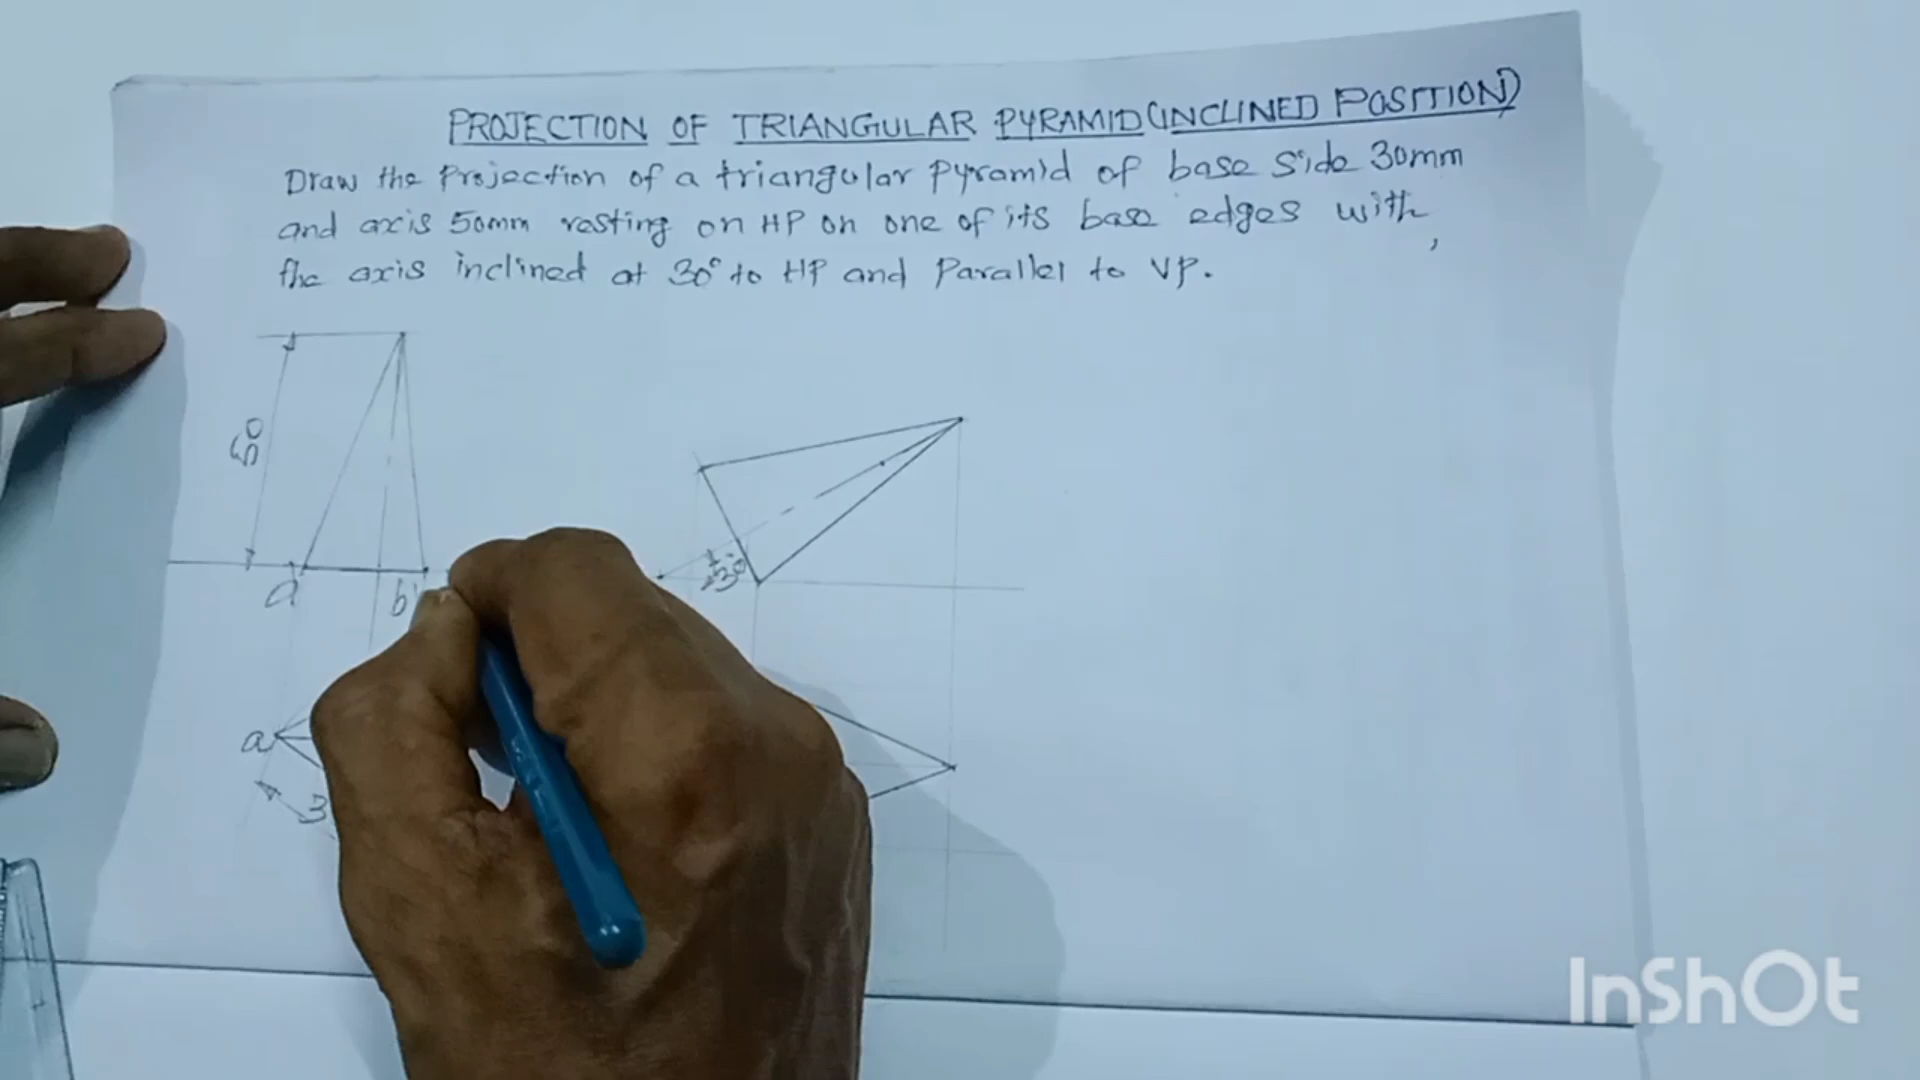 PROJECTION OF TRIANGULAR PYRAMID (INCLINED POSITION)
Draw the Projection of a triangular pyramid of base side 30mm
and axis 50mm resting on HP on one of its base edges with,
the axis inclined at 30° to HP and Parallel to VP.
50
30°
a' b'
a
3
InShOt